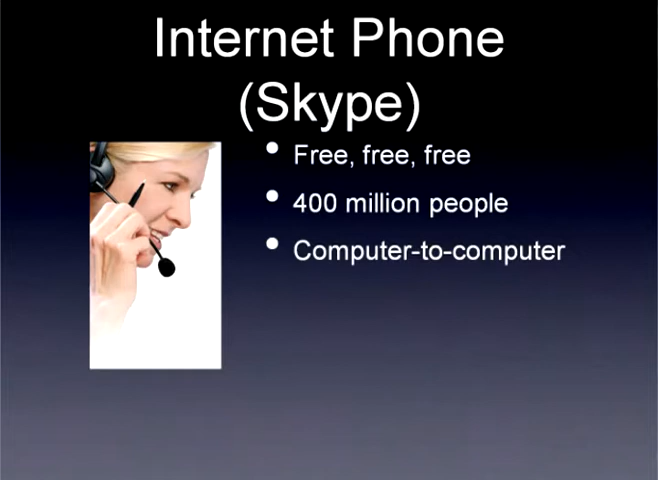 Internet Phone
(Skype)
• Free, free, free
• 400 million people
• Computer-to-computer